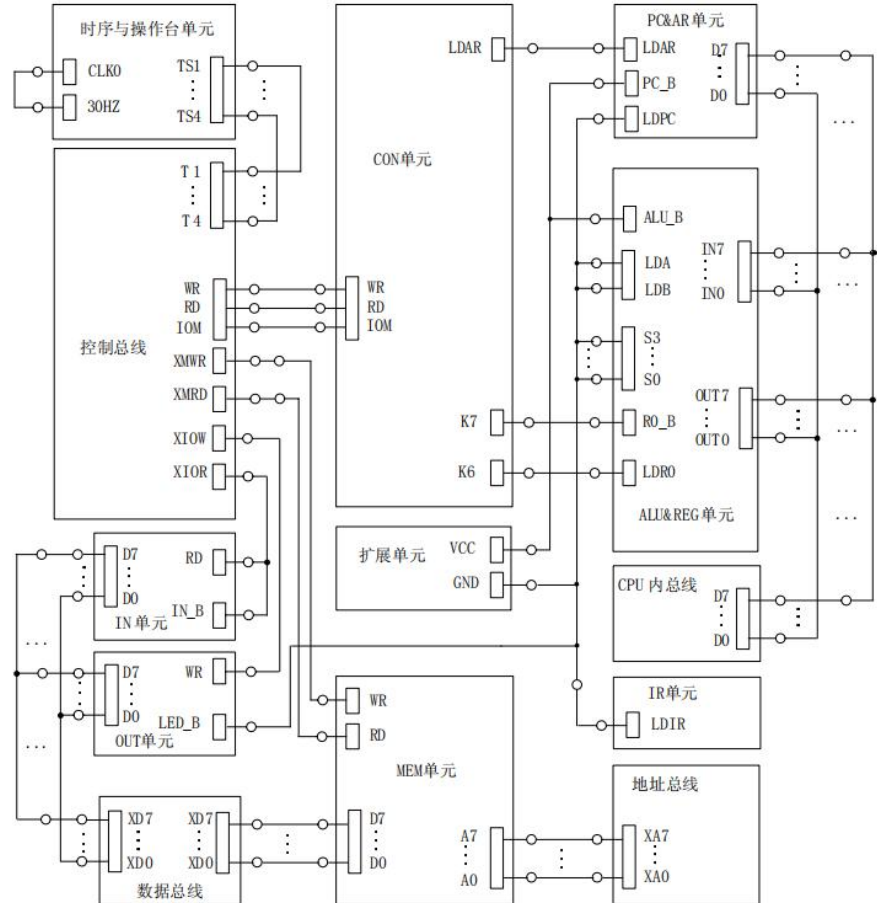 时序与操作台单元
CLK0
30HZ
TS1
TS4
控制总线
T1
T4
WR
RD
IOM
XMWR
XMRD
XIOW
XIOR
CON单元
LDAR
WR
RD
IOM
K7
K6
PC&AR单元
LDAR
PC_B
LDPC
D7
D0
...
ALU_B
LDA
LDB
S3
S0
R0_B
LDR0
IN7
IN0
...
OUT7
OUT0
...
ALU&REG单元
...
扩展单元
VCC
GND
CPU内总线
D7
D0
IN单元
D7
D0
RD
IN_B
...
OUT单元
D7
D0
WR
LED_B
...
IR单元
LDIR
MEM单元
WR
RD
D7
D0
A7
A0
数据总线
XD7
XD0
XD7
XD0
地址总线
XA7
XA0